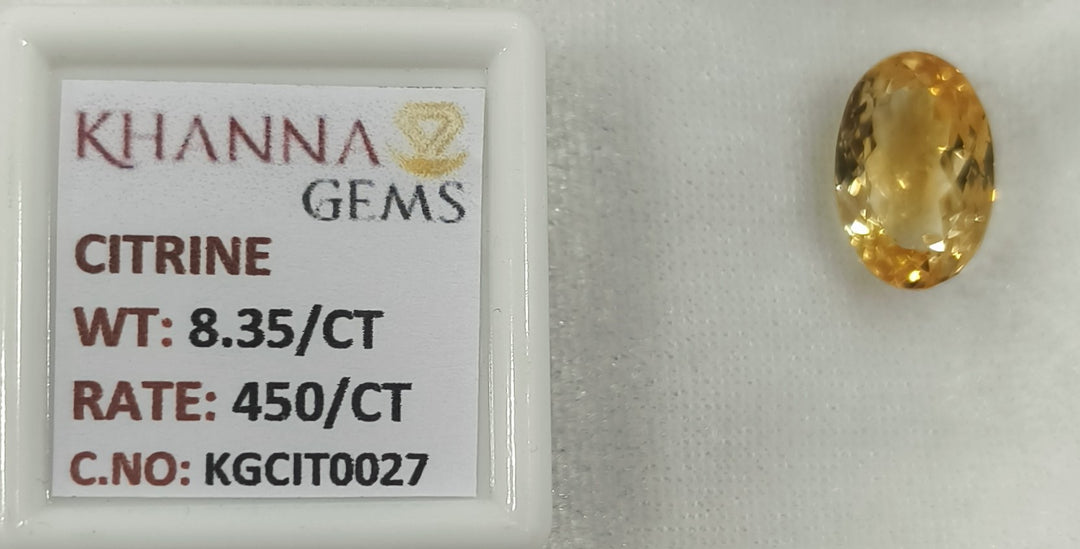 KHANNA
GEMS
CITRINE
WT: 8.35/CT
RATE: 450/CT
C.NO: KGCIT0027